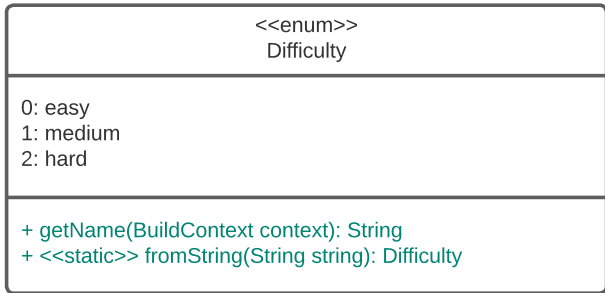 <<enum>>
Difficulty
0: easy
1: medium
2: hard
+ getName(BuildContext context): String
+ <<static>> fromString(String string): Difficulty